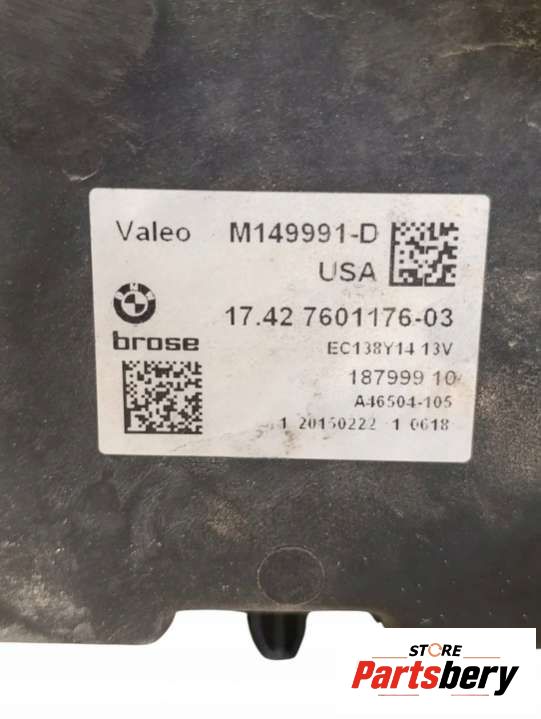 Valeo M149991-D
USA
BMW
17.42 7601176-03
brose
EC138Y14 13V
187999 10
A46504-105
1 20150222 1 0618
STORE
Partsbery